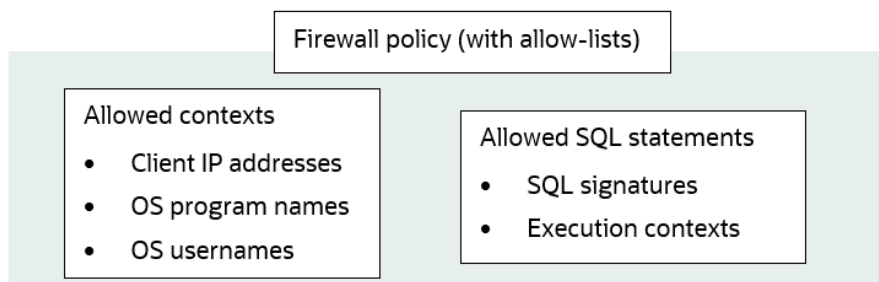 Firewall policy (with allow-lists)
Allowed contexts
• Client IP addresses
• OS program names
• OS usernames
Allowed SQL statements
• SQL signatures
• Execution contexts